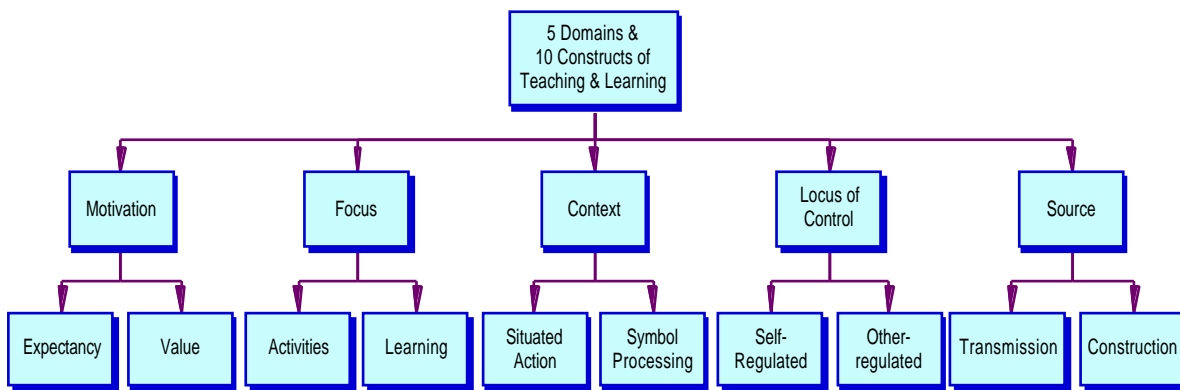 5 Domains &
10 Constructs of
Teaching & Learning
Motivation
Focus
Context
Locus of
Control
Source
Expectancy
Value
Activities
Learning
Situated
Action
Symbol
Processing
Self-
Regulated
Other-
regulated
Transmission
Construction